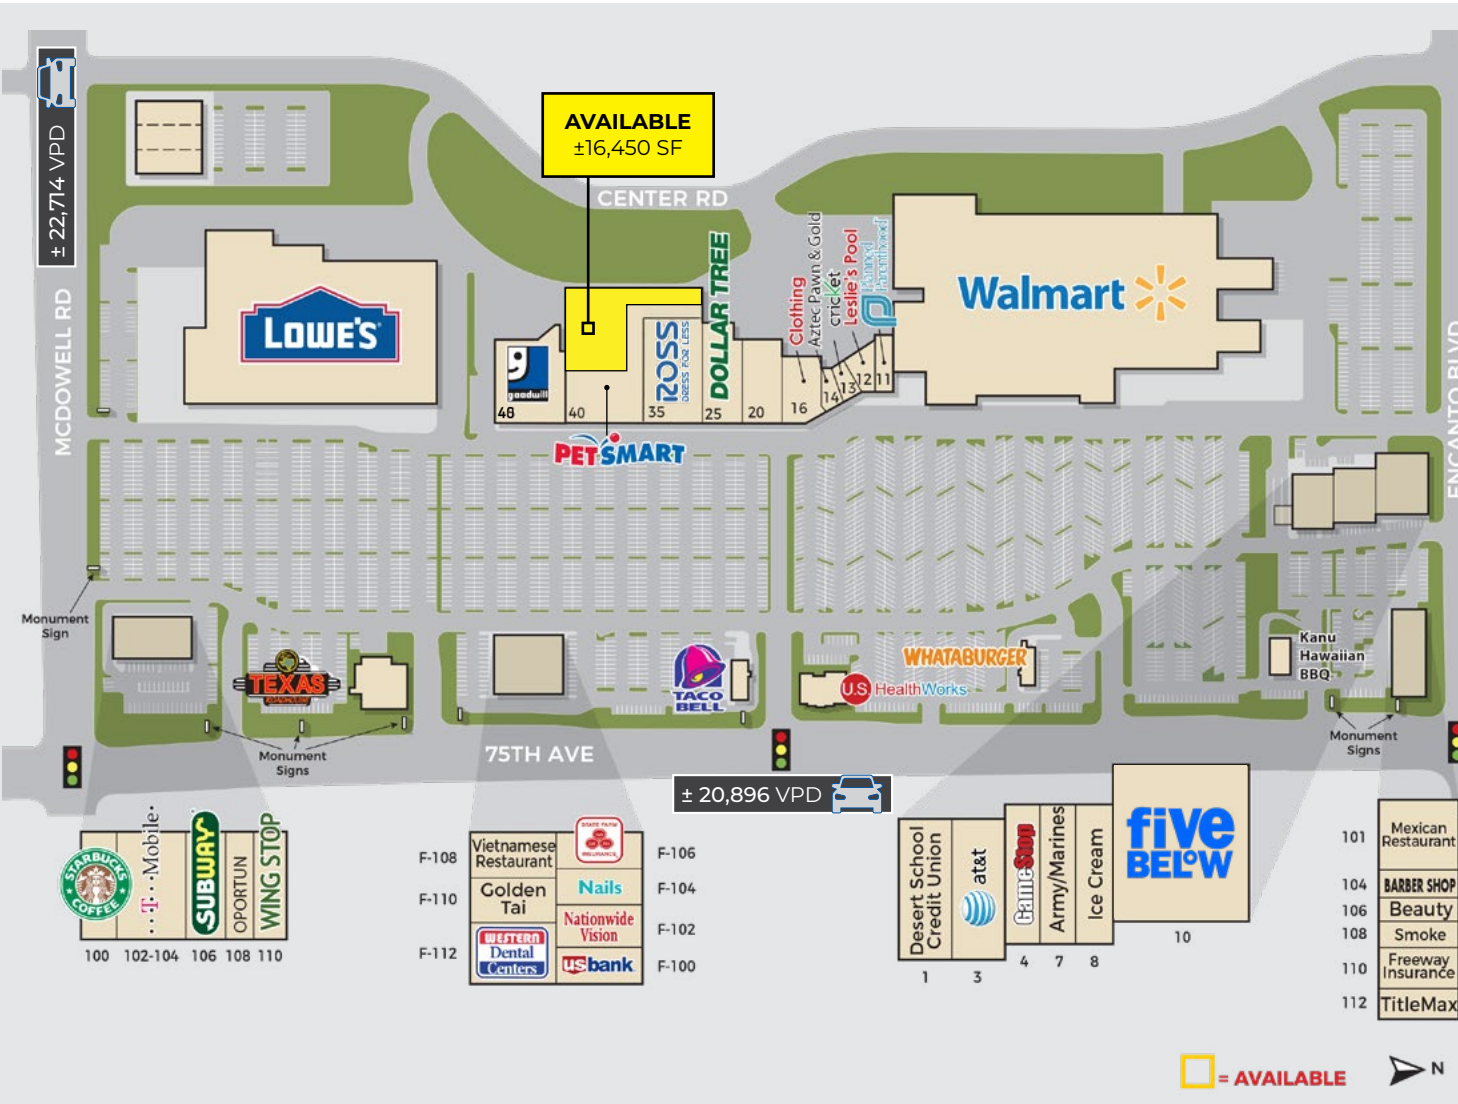 ± 22,714 VPD
MCDOWELL RD
AVAILABLE
±16,450 SF
CENTER RD
LOWE'S
goodwill
48
40
PETSMART
ROSS
DRESS FOR LESS
35
DOLLAR TREE
25
20
Clothing
16
Aztec Pawn & Gold
14
cricket
13
Leslie's Pool
12
Planned
Parenthood
11
Walmart
ENCANTO BLVD
Monument
Sign
TEXAS
ROADHOUSE
Monument
Signs
TACO
BELL
U.S HealthWorks
WHATABURGER
Kanu
Hawaiian
BBQ
Monument
Signs
75TH AVE
± 20,896 VPD
STARBUCKS
COFFEE
100
T-Mobile
102-104
SUBWAY
106
OPORTUN
108
WING STOP
110
F-108
Vietnamese
Restaurant
STATE FARM
INSURANCE
F-106
F-110
Golden
Tai
Nails
F-104
Nationwide
Vision
F-102
F-112
WESTERN
Dental
Centers
usbank
F-100
Desert School
Credit Union
1
at&t
3
GameStop
4
Army/Marines
7
Ice Cream
8
five
BELOW
10
101
Mexican
Restaurant
104
BARBER SHOP
106
Beauty
108
Smoke
110
Freeway
Insurance
112
TitleMax
= AVAILABLE
N